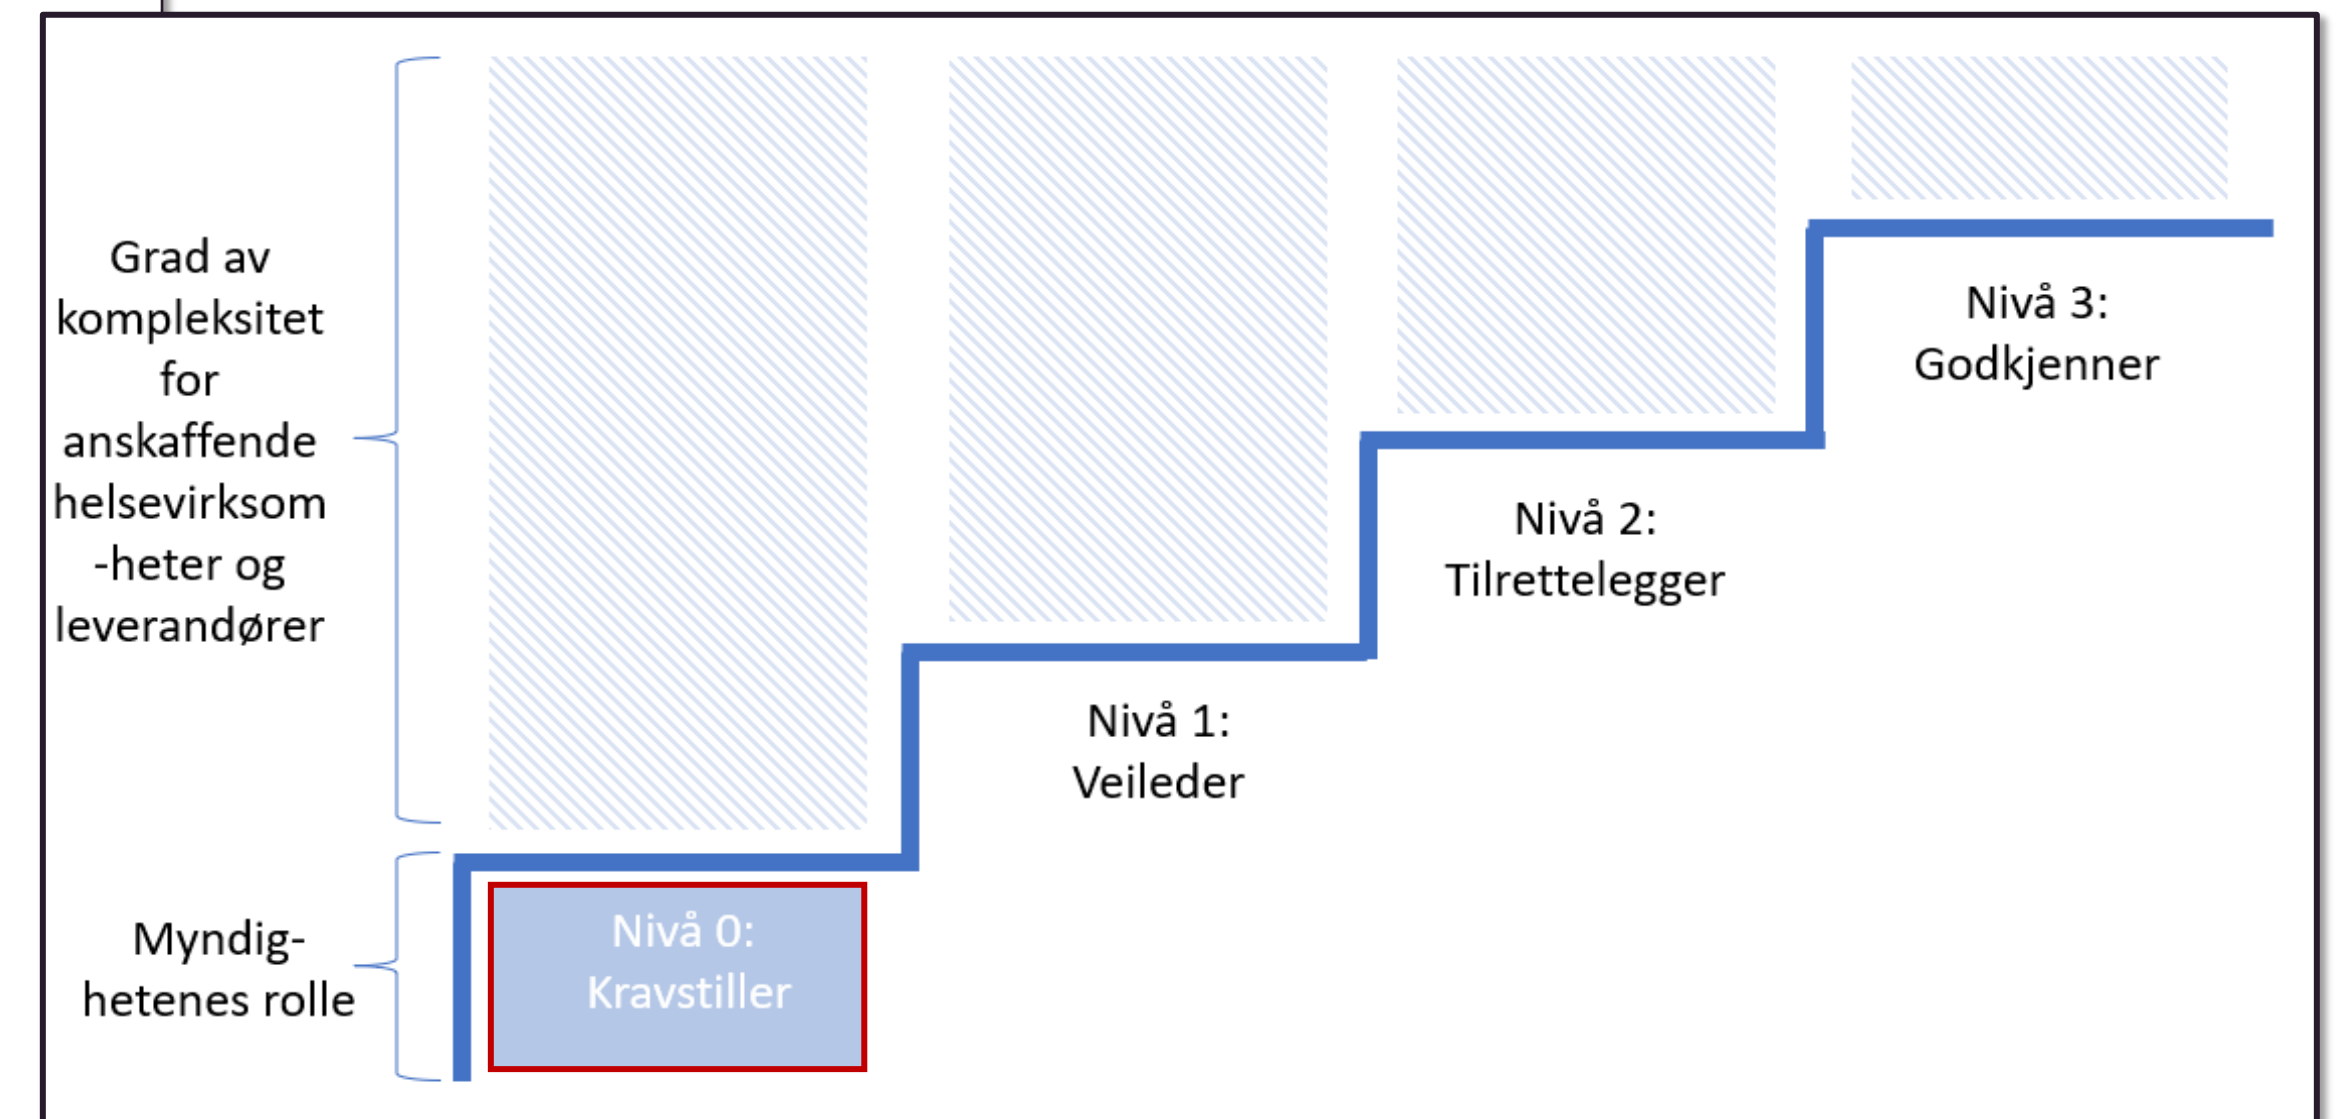 Grad av
kompleksitet
for
anskaffende
helsevirksom
-heter og
leverandører
Myndig-
hetenes rolle
Nivå 0:
Kravstiller
Nivå 1:
Veileder
Nivå 2:
Tilrettelegger
Nivå 3:
Godkjenner